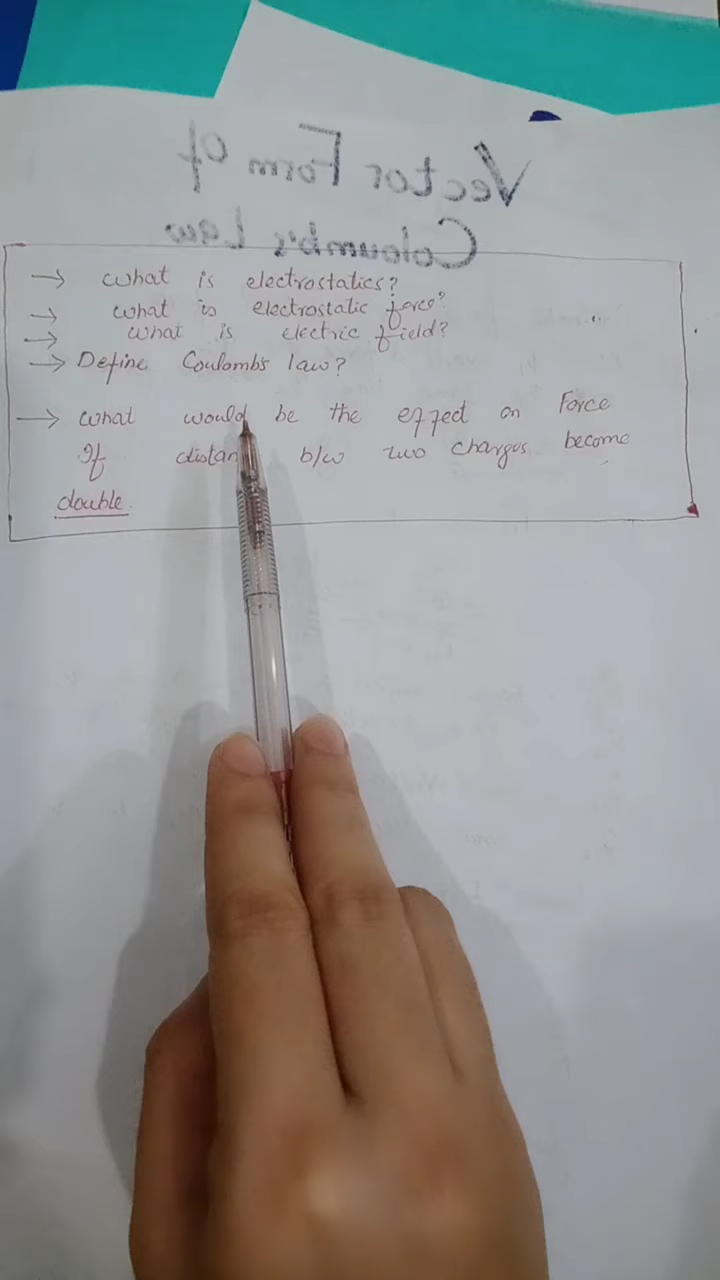 Vector Form Of
Coloumb's Law
→ What is electrostatics?
→ What is electrostatic force?
→ What is electric field?
→ Define Coulomb's law?
→ What would be the effect on Force
If distan b/w two charges become
double.